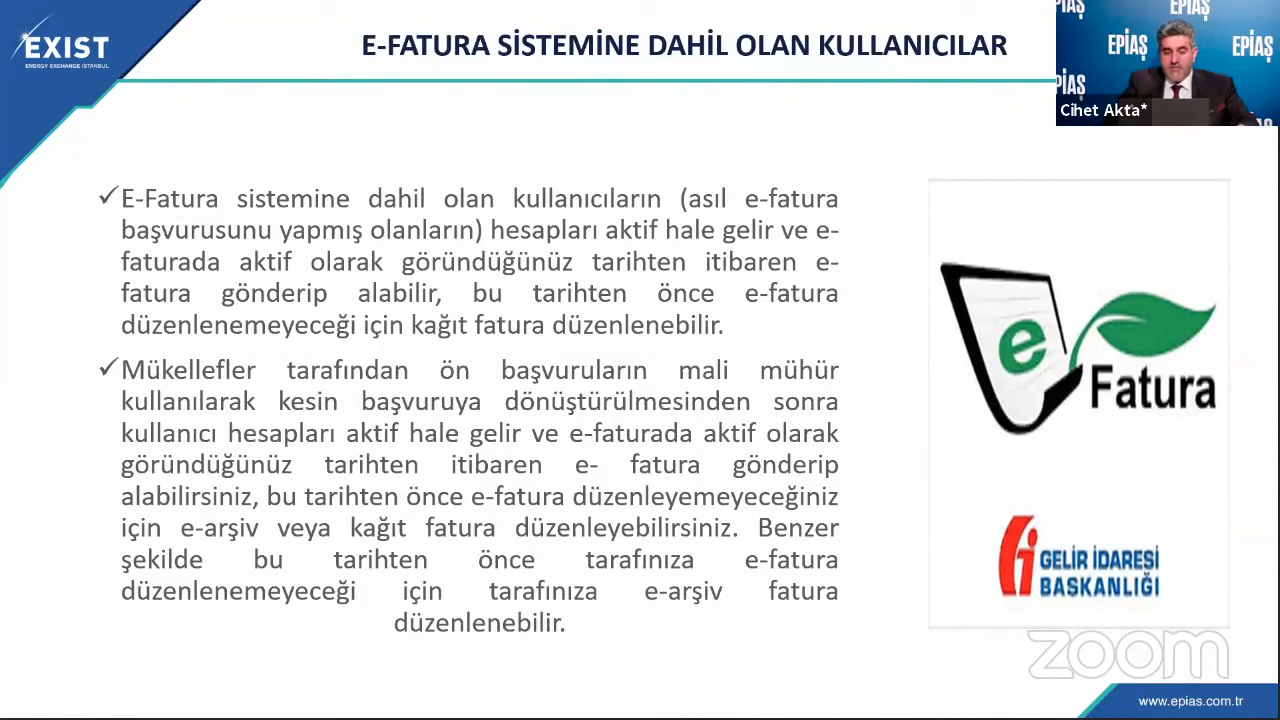 EXIST
ENERGY EXCHANGE ISTANBUL
E-FATURA SİSTEMİNE DAHİL OLAN KULLANICILAR
EPİAŞ
EPİAŞ
EPİAŞ
EPİAŞ
EPİAŞ
Cihet Akta*
✓E-Fatura sistemine dahil olan kullanıcıların (asıl e-fatura
başvurusunu yapmış olanların) hesapları aktif hale gelir ve e-
faturada aktif olarak göründüğünüz tarihten itibaren e-
fatura gönderip alabilir, bu tarihten önce e-fatura
düzenlenemeyeceği için kağıt fatura düzenlenebilir.
✓Mükellefler tarafından ön başvuruların mali mühür
kullanılarak kesin başvuruya dönüştürülmesinden sonra
kullanıcı hesapları aktif hale gelir ve e-faturada aktif olarak
göründüğünüz tarihten itibaren e- fatura gönderip
alabilirsiniz, bu tarihten önce e-fatura düzenleyemeyeceğiniz
için e-arşiv veya kağıt fatura düzenleyebilirsiniz. Benzer
şekilde bu tarihten önce tarafınıza e-fatura
düzenlenemeyeceği için tarafınıza e-arşiv fatura
düzenlenebilir.
e
Fatura
GELİR İDARESİ
BAŞKANLIĞI
zoom
www.epias.com.tr